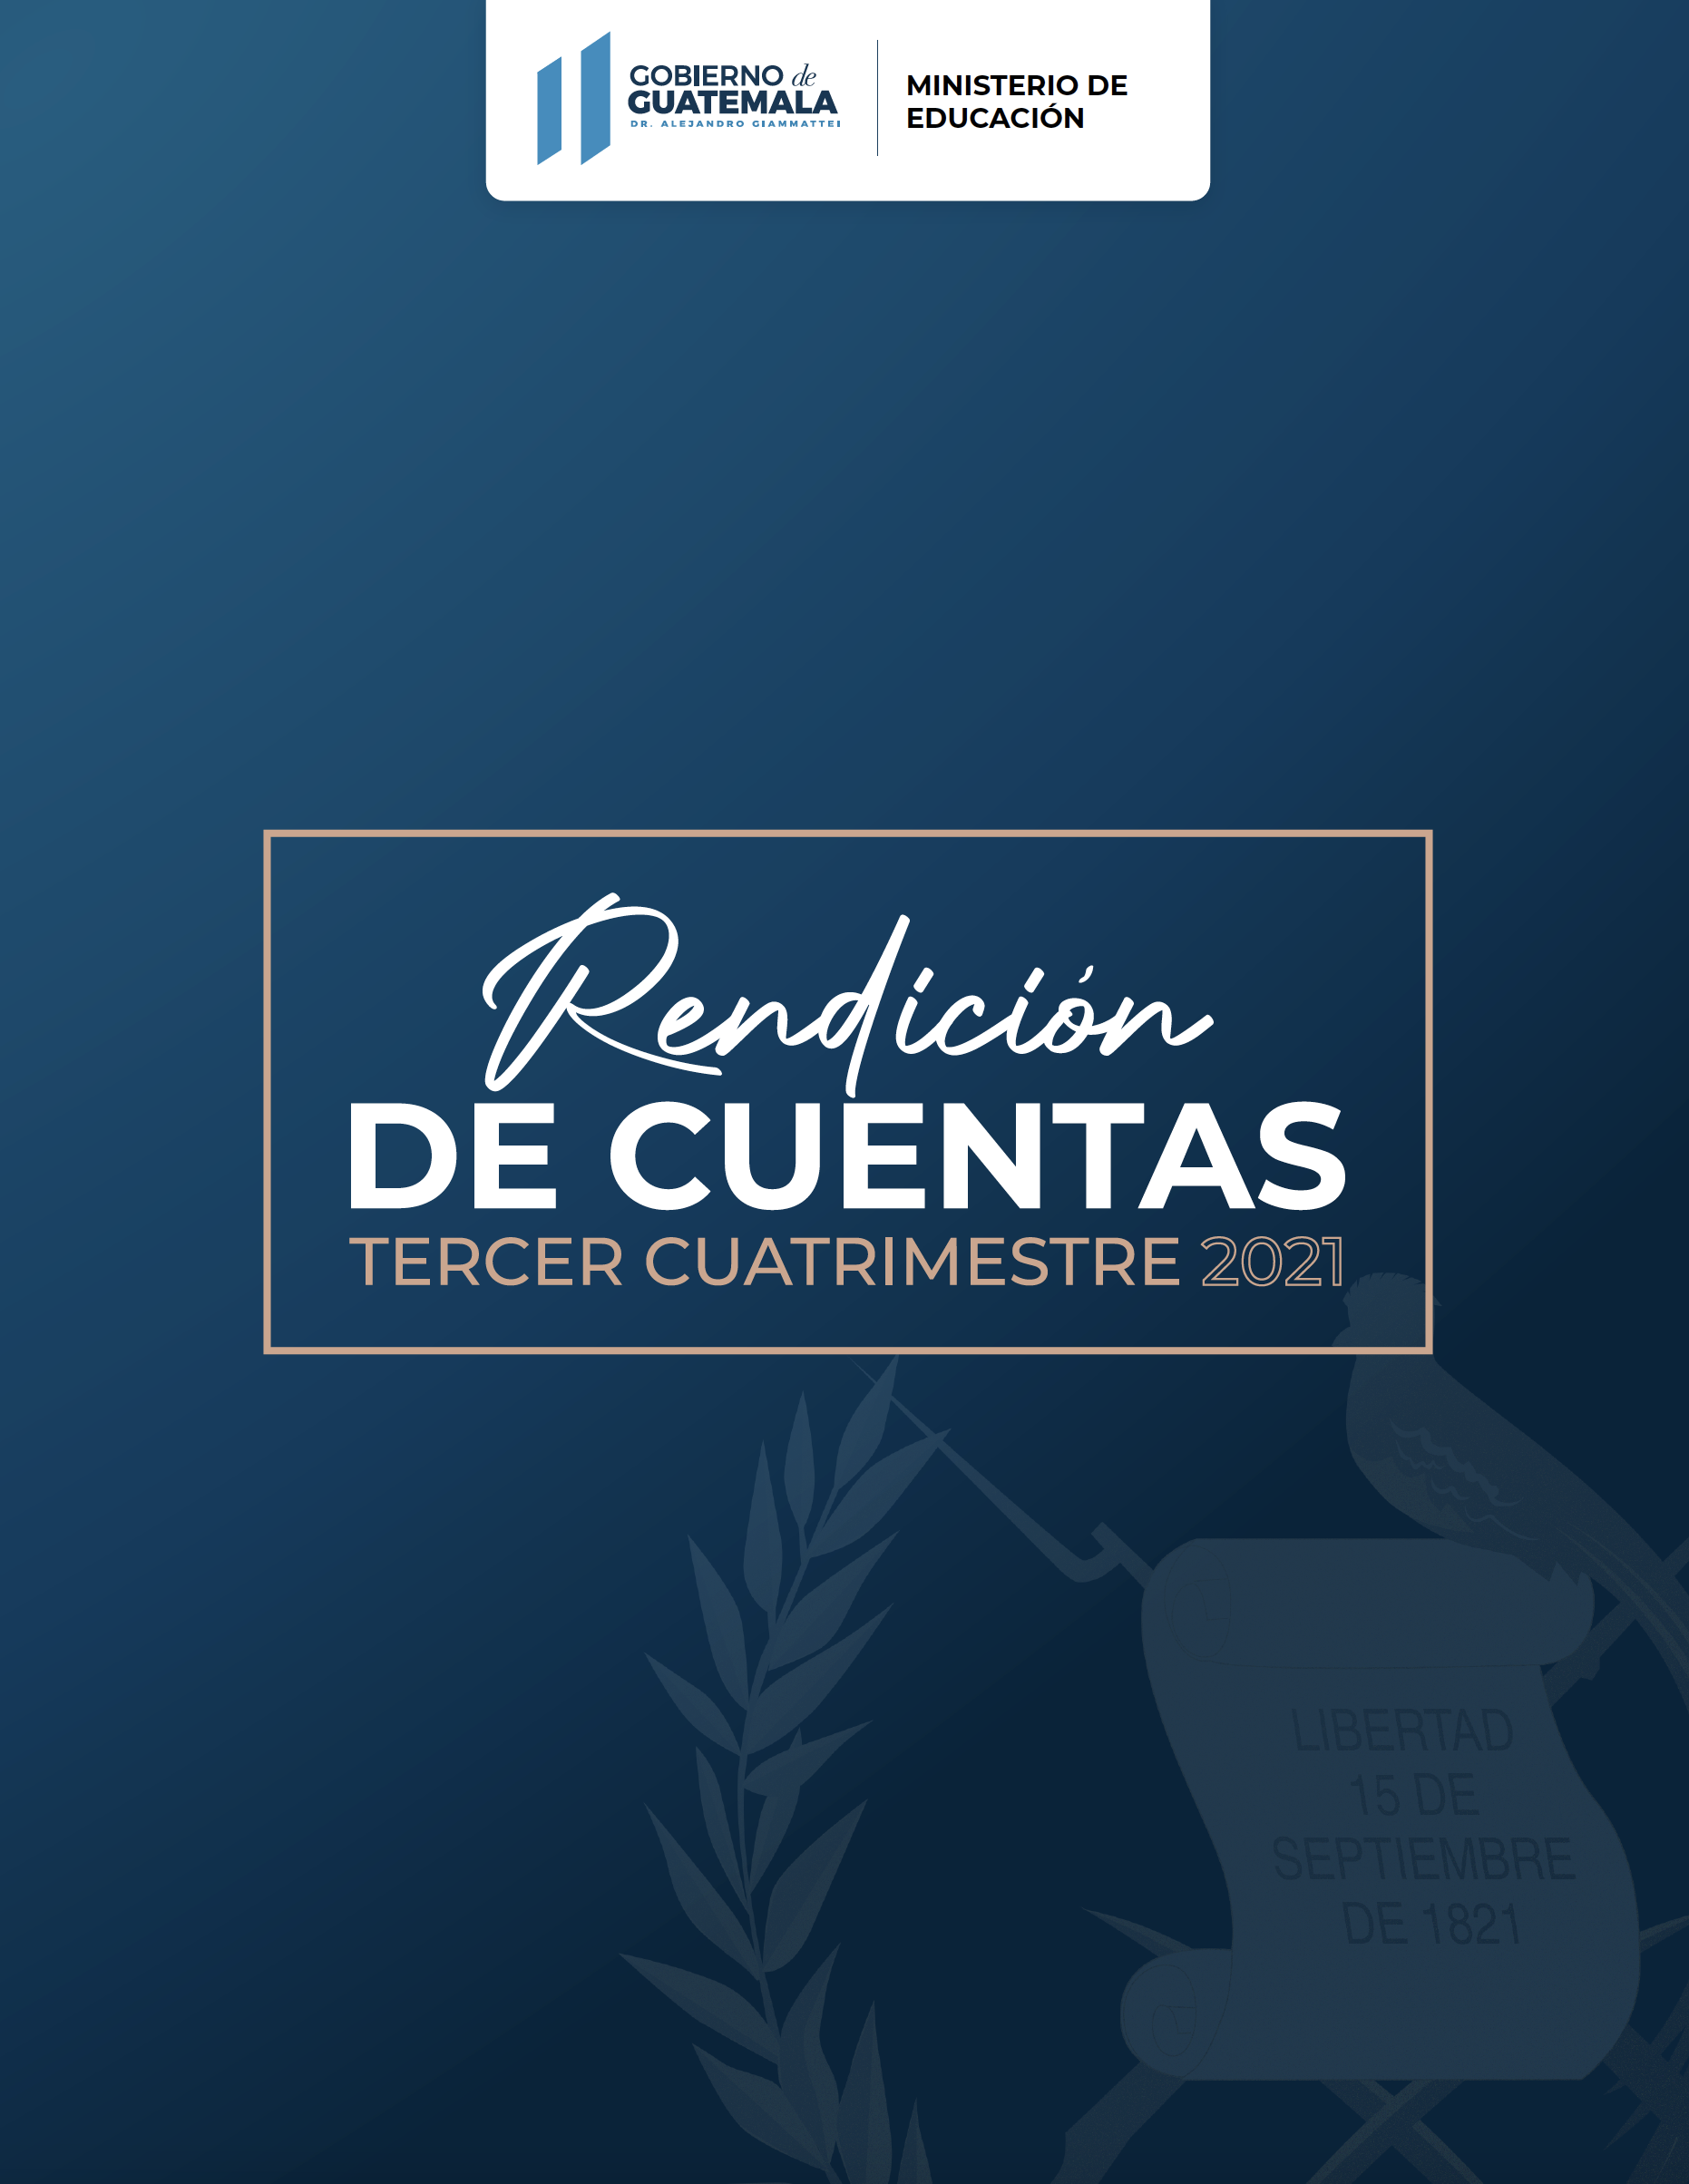 GOBIERNO de
GUATEMALA
DR. ALEJANDRO GIAMMATTEI
MINISTERIO DE
EDUCACIÓN
Rendición
DE CUENTAS
TERCER CUATRIMESTRE 2021
LIBERTAD
15 DE
SEPTIEMBRE
DE 1821